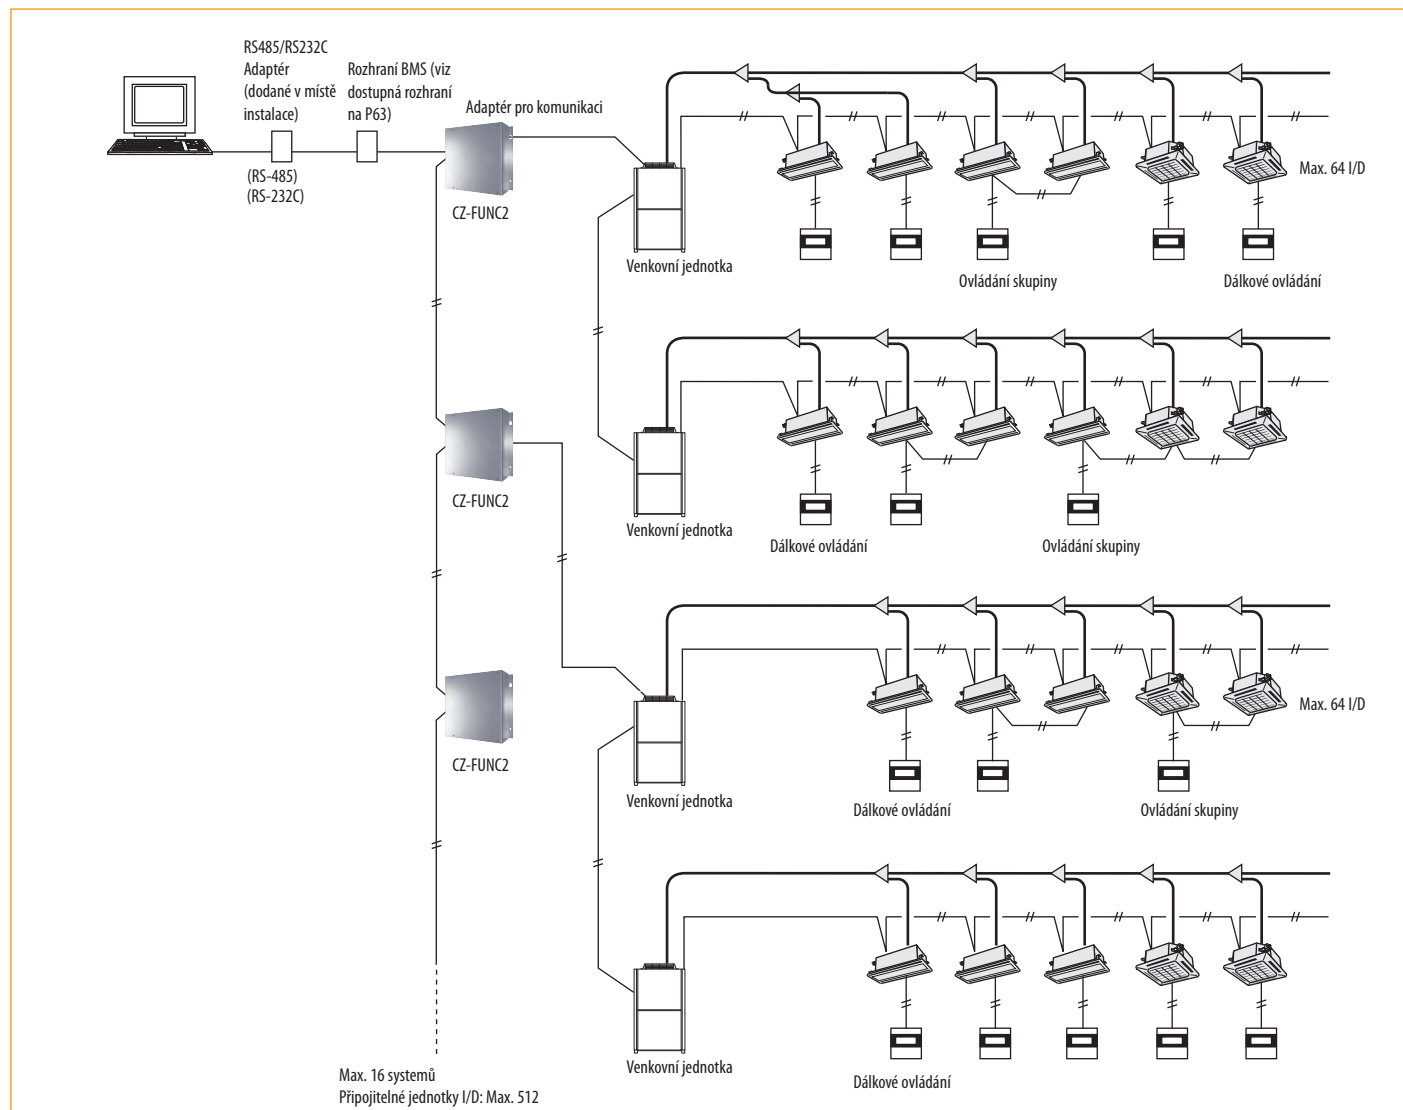 RS485/RS232C
Adaptér
(dodané v místě
instalace)
Rozhraní BMS (viz
dostupná rozhraní
na P63)
Adaptér pro komunikaci
(RS-485)
(RS-232C)
CZ-FUNC2
Venkovní jednotka
Max. 64 I/D
Ovládání skupiny
Dálkové ovládání
CZ-FUNC2
Venkovní jednotka
Dálkové ovládání
Ovládání skupiny
CZ-FUNC2
Venkovní jednotka
Max. 64 I/D
Dálkové ovládání
Ovládání skupiny
Venkovní jednotka
Dálkové ovládání
Max. 16 systemů
Připojitelné jednotky I/D: Max. 512